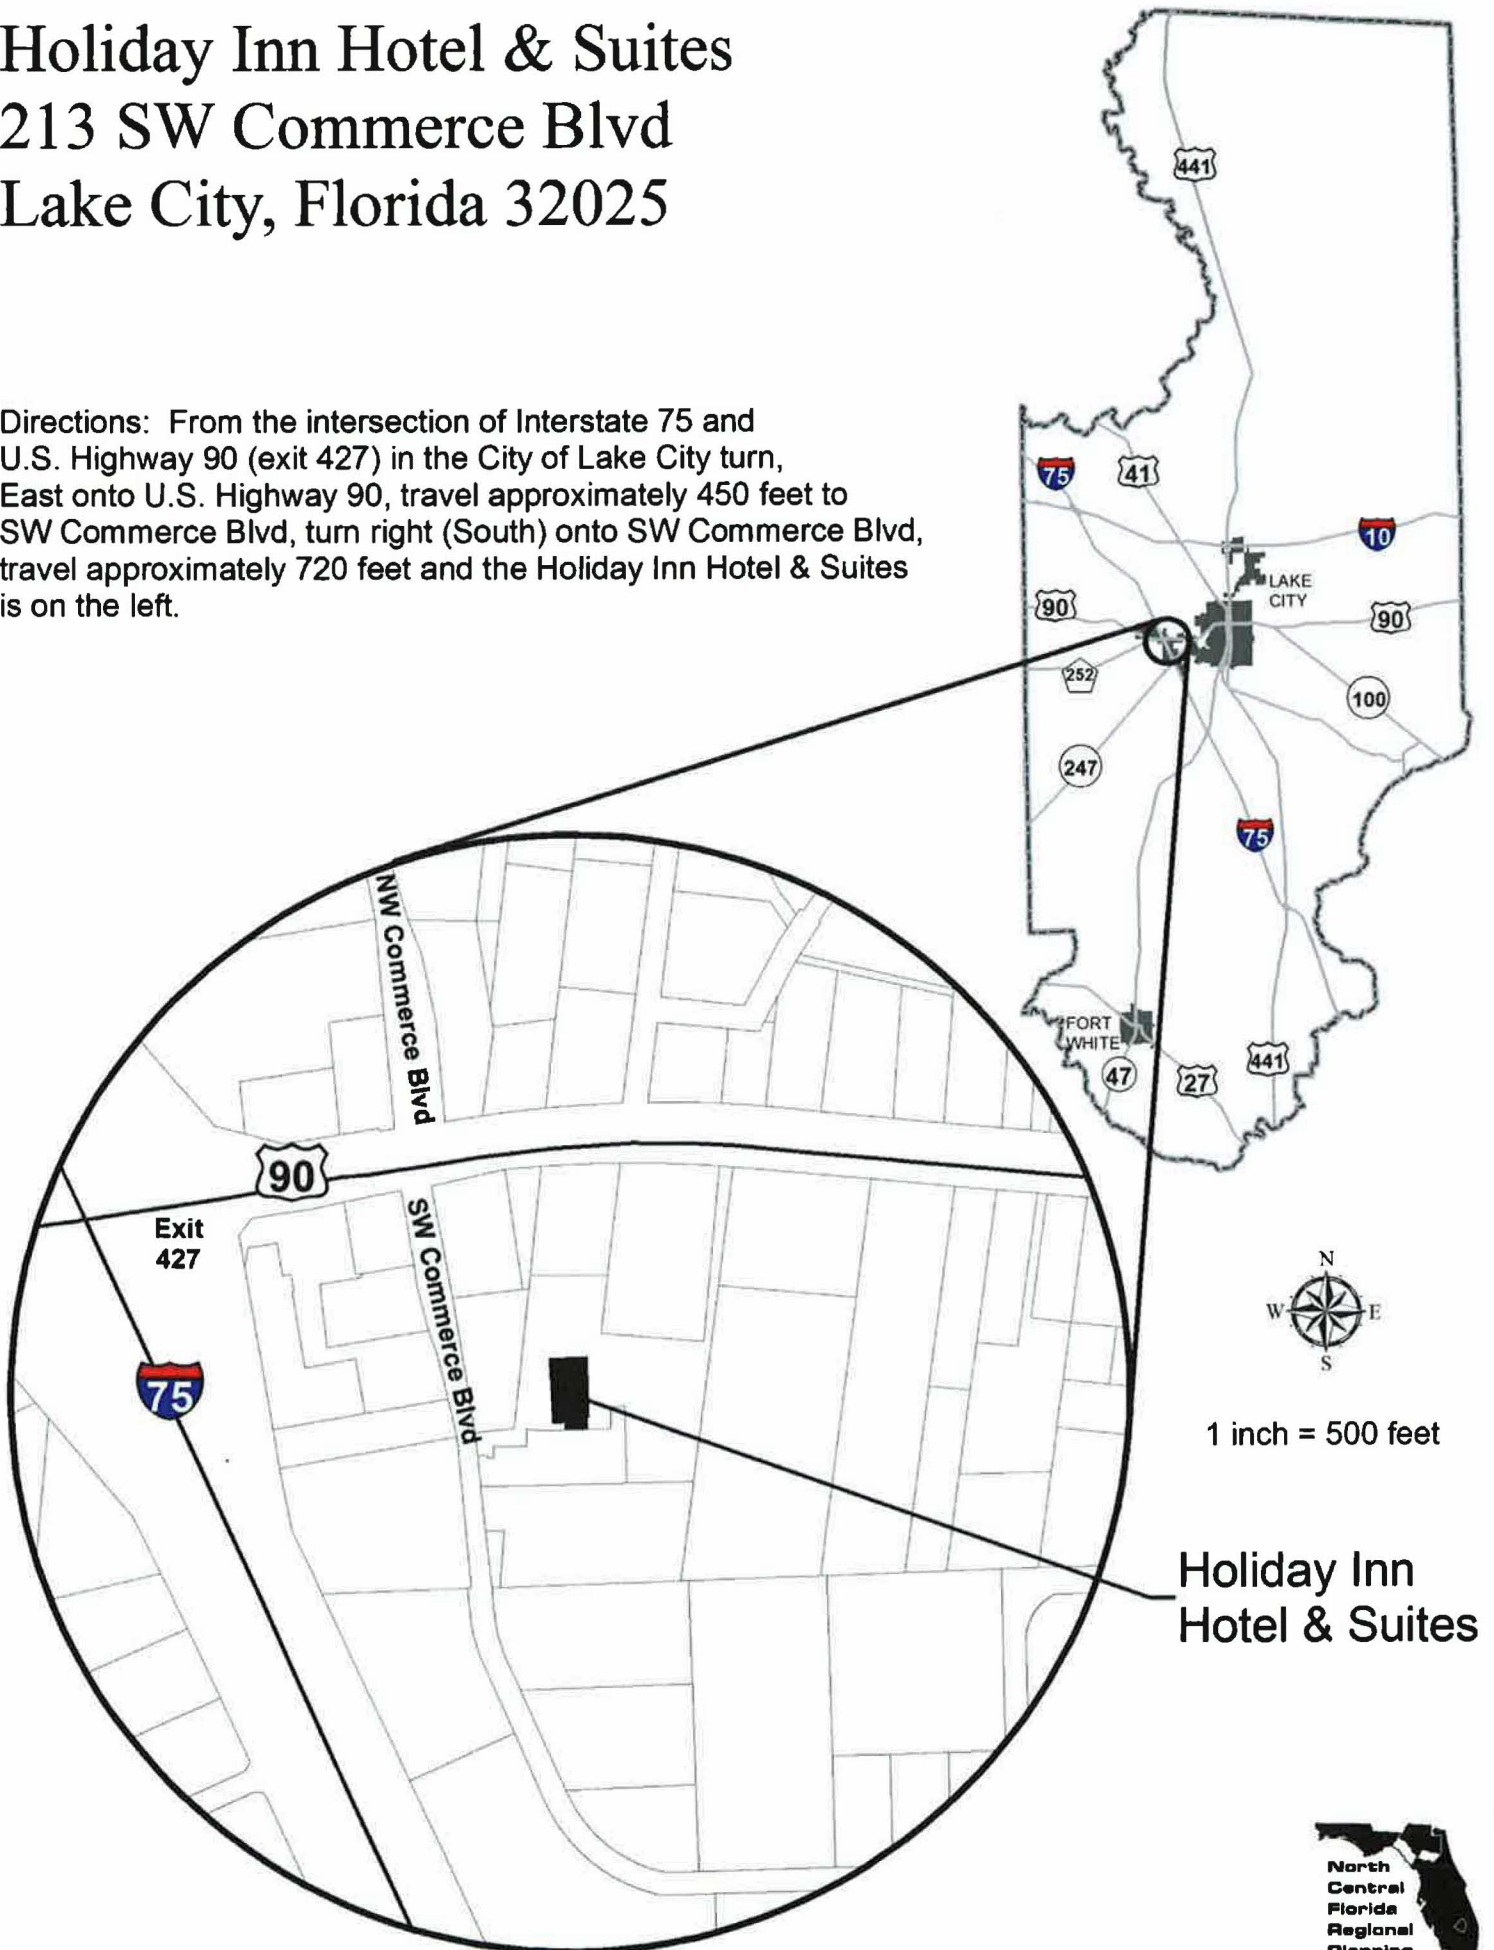 Holiday Inn Hotel & Suites
213 SW Commerce Blvd
Lake City, Florida 32025
Directions: From the intersection of Interstate 75 and
U.S. Highway 90 (exit 427) in the City of Lake City turn,
East onto U.S. Highway 90, travel approximately 450 feet to
SW Commerce Blvd, turn right (South) onto SW Commerce Blvd,
travel approximately 720 feet and the Holiday Inn Hotel & Suites
is on the left.
441
75
41
10
LAKE
CITY
90
90
252
100
247
75
FORT
WHITE
47
27
441
NW Commerce Blvd
90
Exit
427
SW Commerce Blvd
75
N
W
E
S
1 inch = 500 feet
Holiday Inn
Hotel & Suites
North
Central
Florida
Regional
Planning